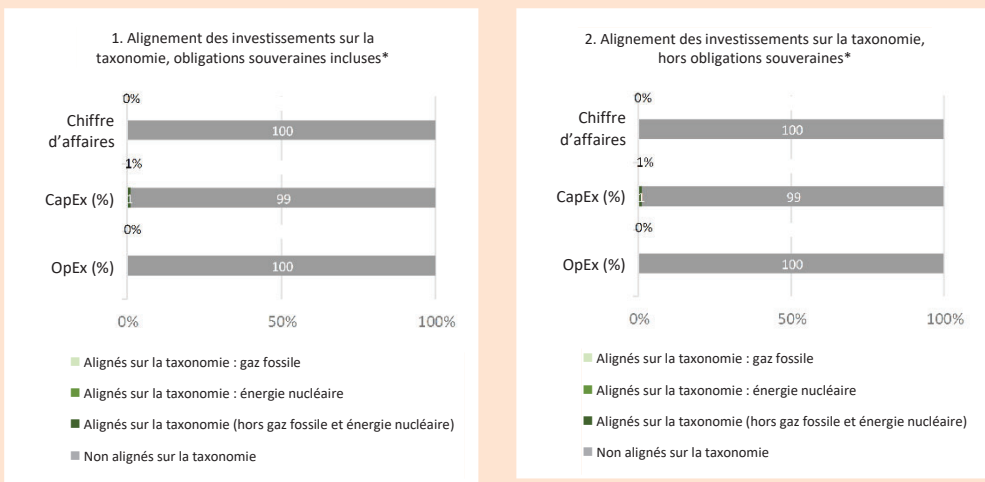 1. Alignement des investissements sur la
taxonomie, obligations souveraines incluses*
0%
Chiffre
d'affaires
100
1%
CapEx (%)
1
99
0%
OpEx (%)
100
0%
50%
100%
Alignés sur la taxonomie : gaz fossile
Alignés sur la taxonomie : énergie nucléaire
Alignés sur la taxonomie (hors gaz fossile et énergie nucléaire)
Non alignés sur la taxonomie
2. Alignement des investissements sur la taxonomie,
hors obligations souveraines*
0%
Chiffre
d'affaires
100
1%
CapEx (%)
1
99
0%
OpEx (%)
100
0%
50%
100%
Alignés sur la taxonomie : gaz fossile
Alignés sur la taxonomie : énergie nucléaire
Alignés sur la taxonomie (hors gaz fossile et énergie nucléaire)
Non alignés sur la taxonomie